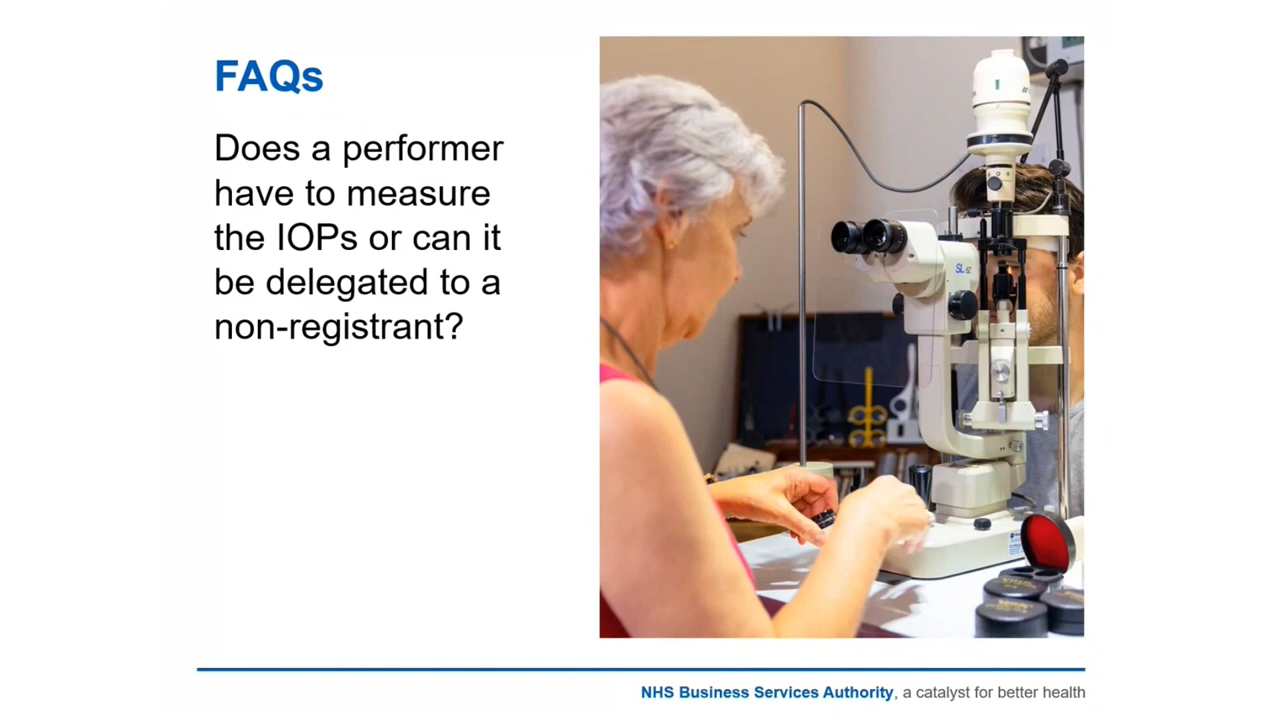 FAQs
Does a performer
have to measure
the IOPs or can it
be delegated to a
non-registrant?
SL
NHS Business Services Authority, a catalyst for better health